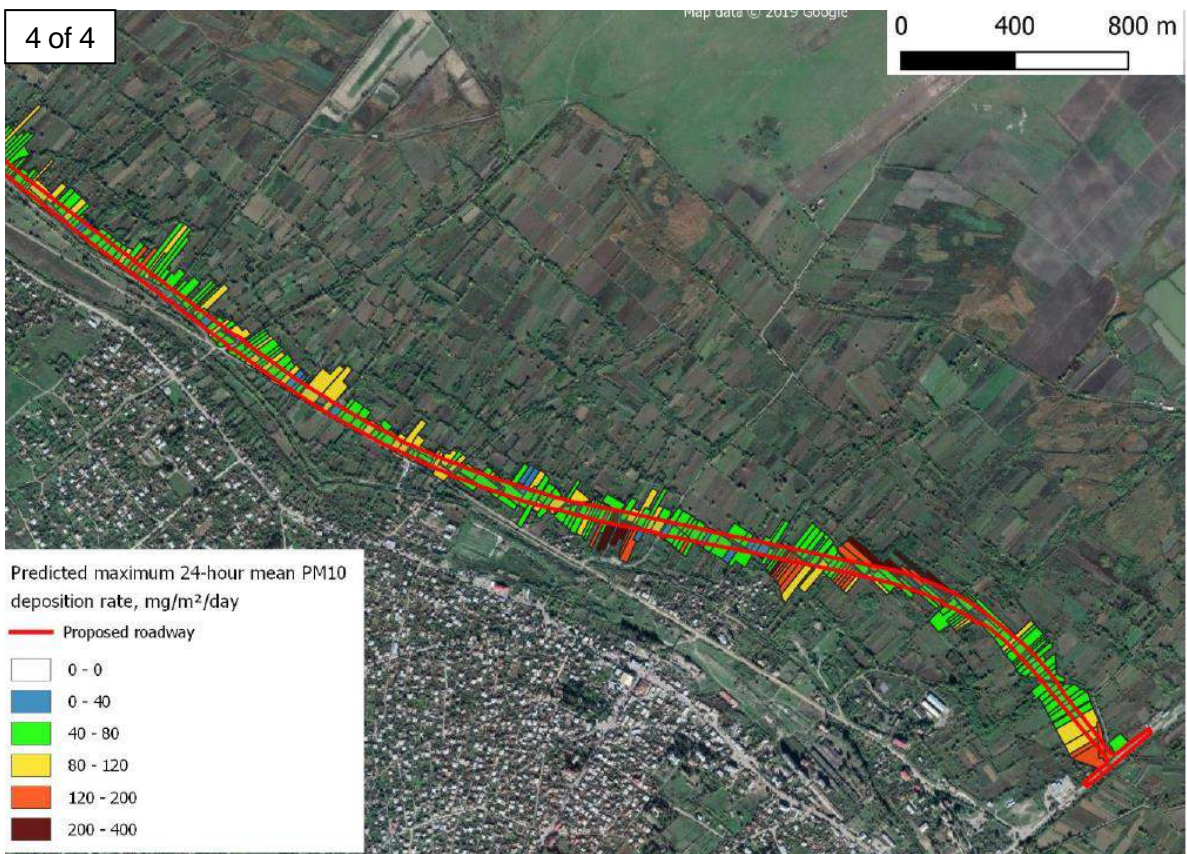 4 of 4
Map data © 2019 Google
0 400 800 m
Predicted maximum 24-hour mean PM10
deposition rate, mg/m²/day
Proposed roadway
0 - 0
0 - 40
40 - 80
80 - 120
120 - 200
200 - 400